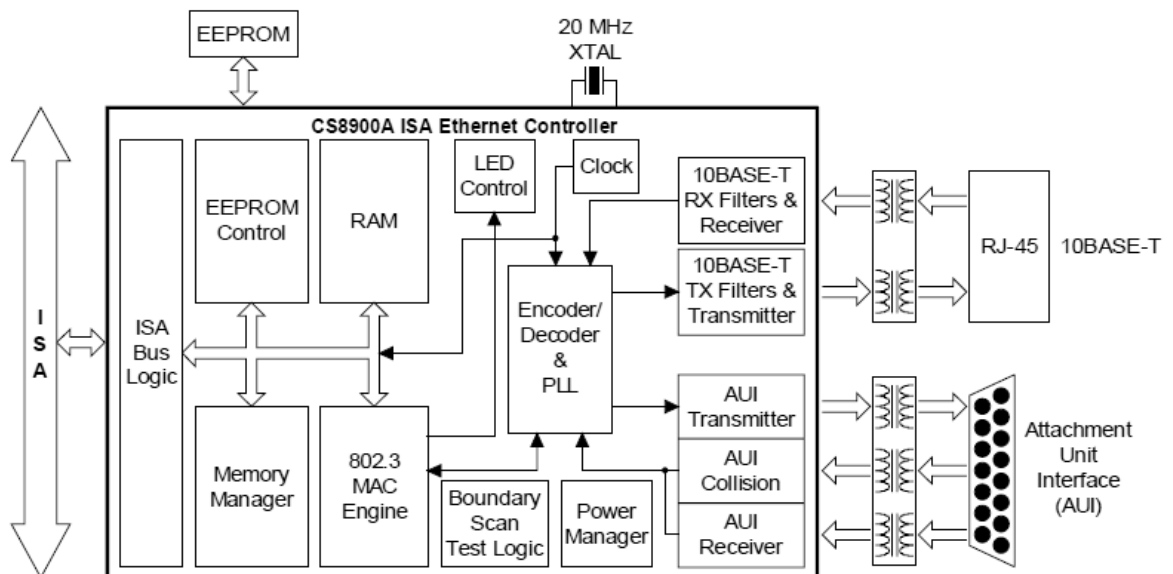 EEPROM
20 MHz
XTAL
CS8900A ISA Ethernet Controller
I
S
A
ISA
Bus
Logic
EEPROM
Control
RAM
LED
Control
Clock
10BASE-T
RX Filters &
Receiver
10BASE-T
TX Filters &
Transmitter
RJ-45
10BASE-T
Encoder/
Decoder
&
PLL
Memory
Manager
802.3
MAC
Engine
Boundary
Scan
Test Logic
Power
Manager
AUI
Transmitter
AUI
Collision
AUI
Receiver
Attachment
Unit
Interface
(AUI)